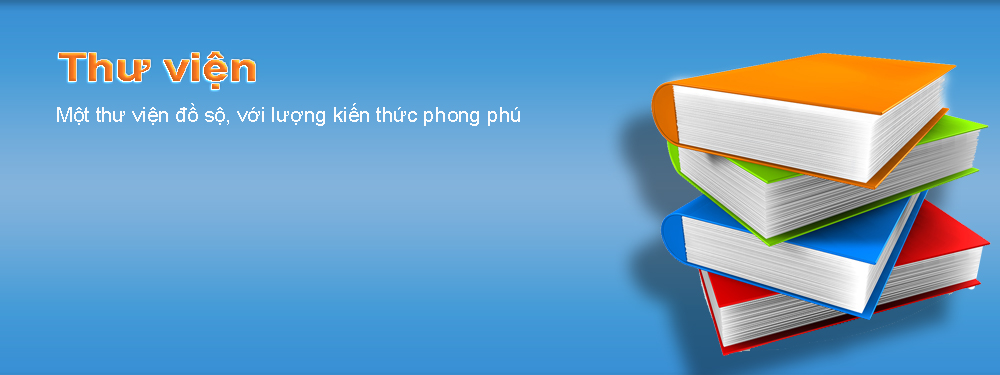 Thư viện
Một thư viện đồ sộ, với lượng kiến thức phong phú